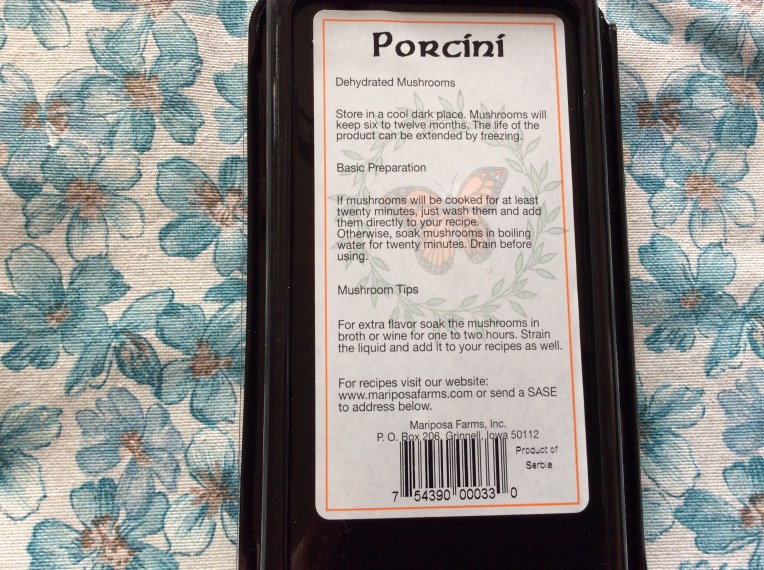 Porcini
Dehydrated Mushrooms
Store in a cool dark place. Mushrooms will
keep six to twelve months. The life of the
product can be extended by freezing.
Basic Preparation
If mushrooms will be cooked for at least
twenty minutes, just wash them and add
them directly to your recipe.
Otherwise, soak mushrooms in boiling
water for twenty minutes. Drain before
using.
Mushroom Tips
For extra flavor soak the mushrooms in
broth or wine for one to two hours. Strain
the liquid and add it to your recipes as well.
For recipes visit our website:
www.mariposafarms.com or send a SASE
to address below.
Mariposa Farms, Inc.
P. O. Box 206, Grinnell, Iowa 50112
Product of
Serbia
7 54390 00033 0
TM